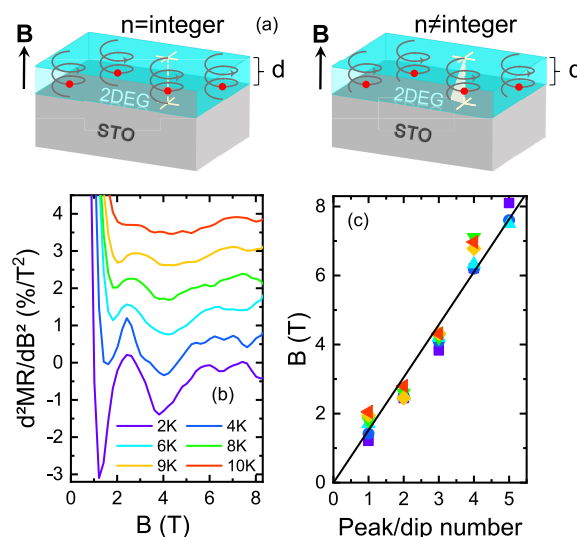 n=integer (a) n≠integer
B B
d d
2DEG 2DEG
STO STO
4
3
2
1
0
-1
-2
-3
d²MR/dB² (%/T²)
(b)
2K 4K
6K 8K
9K 10K
0 2 4 6 8
B (T)
(c)
8
6
4
2
0
B (T)
0 1 2 3 4 5
Peak/dip number